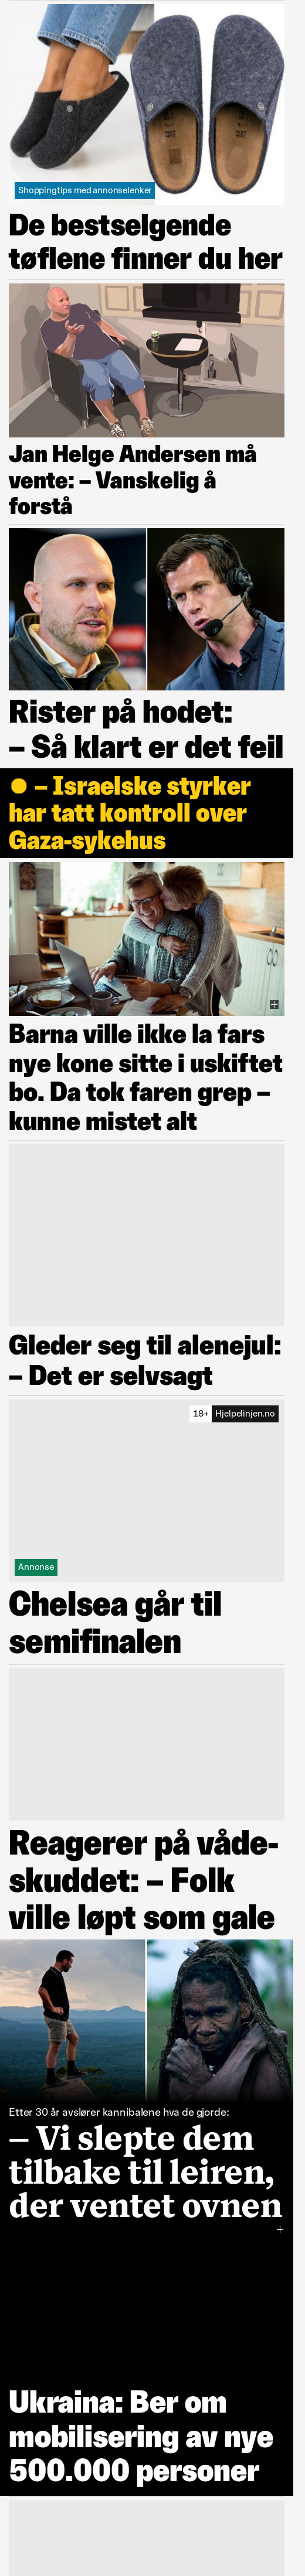 Shoppingtips med annonselenker
De bestselgende
tøflene finner du her
Jan Helge Andersen må
vente: – Vanskelig å
forstå
Rister på hodet:
– Så klart er det feil
– Israelske styrker
har tatt kontroll over
Gaza-sykehus
Barna ville ikke la fars
nye kone sitte i uskiftet
bo. Da tok faren grep –
kunne mistet alt
Gleder seg til alenejul:
– Det er selvsagt
18+ Hjelpelinjen.no
Annonse
Chelsea går til
semifinalen
Reagerer på våde-
skuddet: – Folk
ville løpt som gale
Etter 30 år avslører kannibalene hva de gjorde:
– Vi slepte dem
tilbake til leiren,
der ventet ovnen
Ukraina: Ber om
mobilisering av nye
500.000 personer